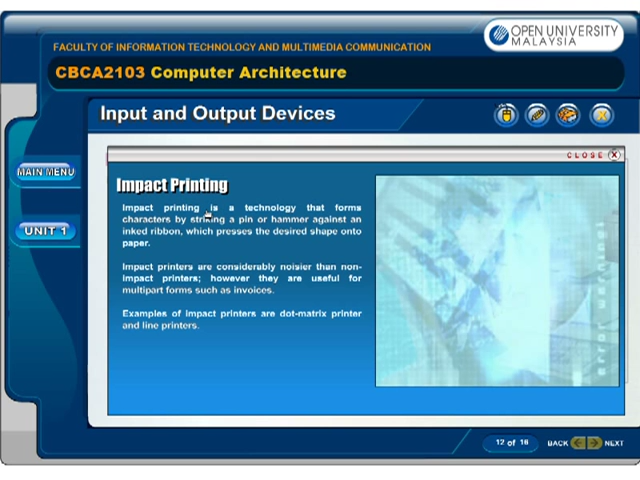 OPEN UNIVERSITY
MALAYSIA
FACULTY OF INFORMATION TECHNOLOGY AND MULTIMEDIA COMMUNICATION
CBCA2103 Computer Architecture
Input and Output Devices
CLOSE X
MAIN MENU
UNIT 1
Impact Printing
Impact printing is a technology that forms
characters by striking a pin or hammer against an
inked ribbon, which presses the desired shape onto
paper.
Impact printers are considerably noisier than non-
impact printers; however they are useful for
multipart forms such as invoices.
Examples of impact printers are dot-matrix printer
and line printers.
12 of 16
BACK NEXT